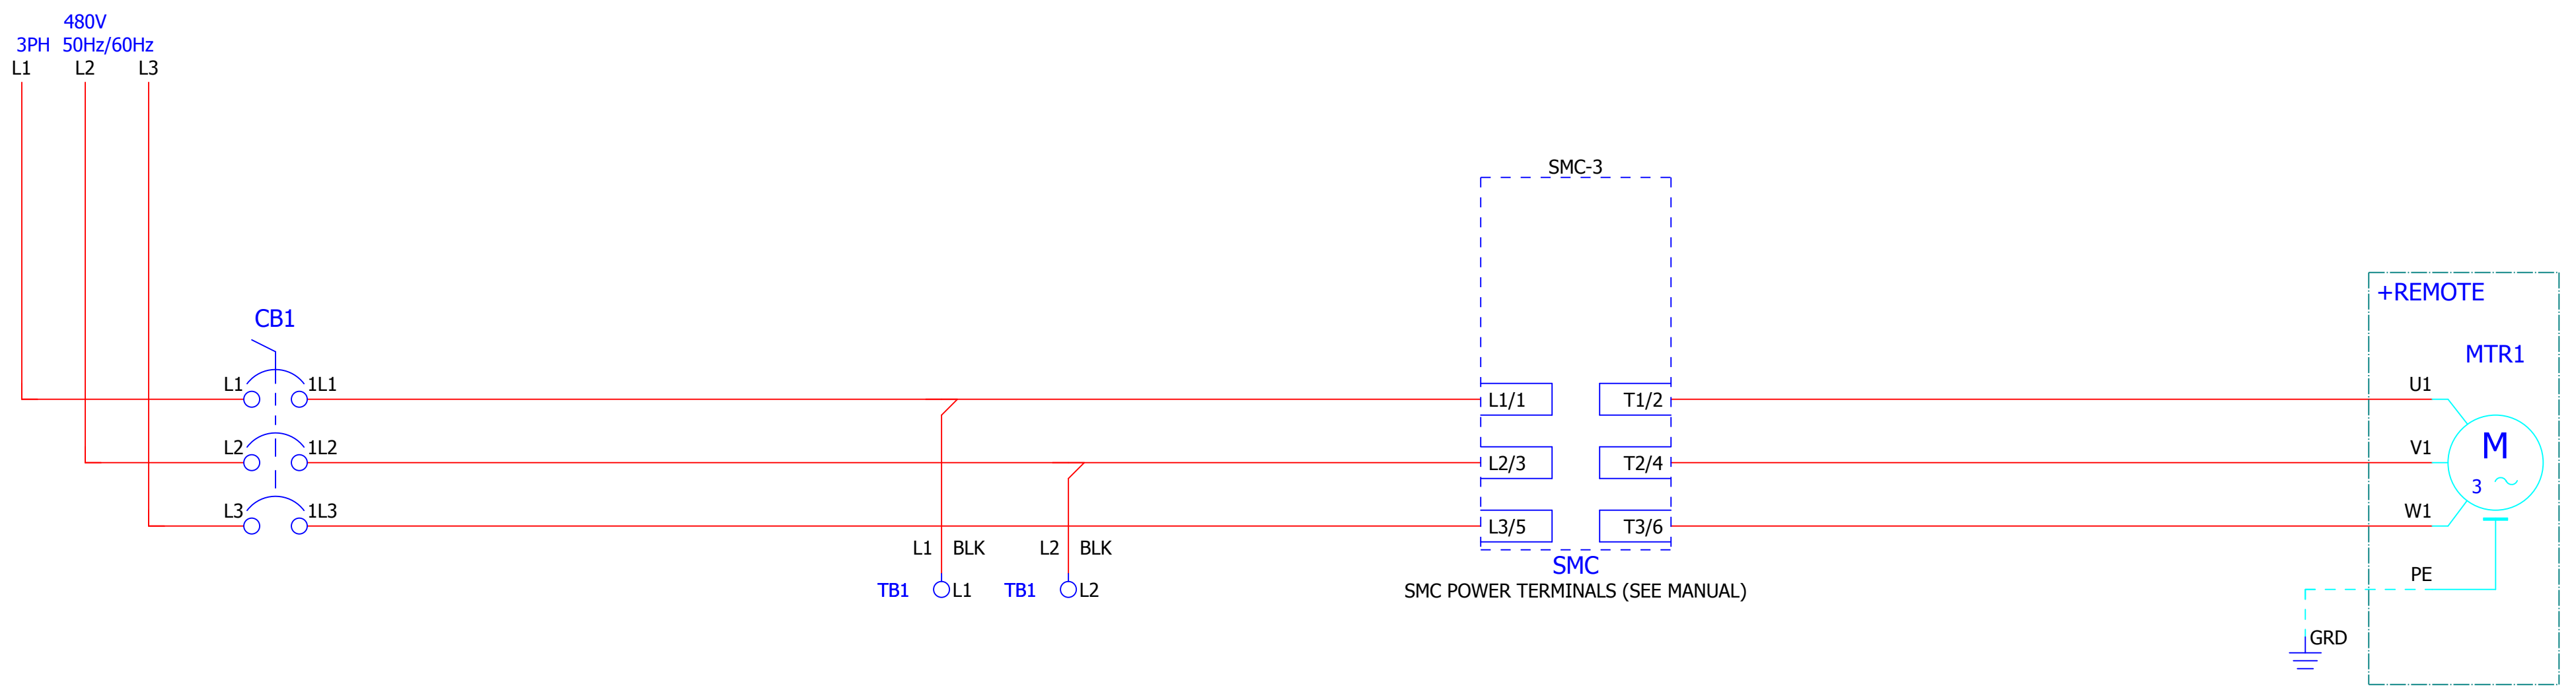 480V
3PH 50Hz/60Hz
L1 L2 L3
SMC-3
+REMOTE
CB1
MTR1
L1 1L1 L1/1 T1/2 U1
L2 1L2 L2/3 T2/4 V1
M
3
L3 1L3 L3/5 T3/6 W1
L1 BLK L2 BLK
SMC
PE
TB1 L1 TB1 L2
SMC POWER TERMINALS (SEE MANUAL)
GRD